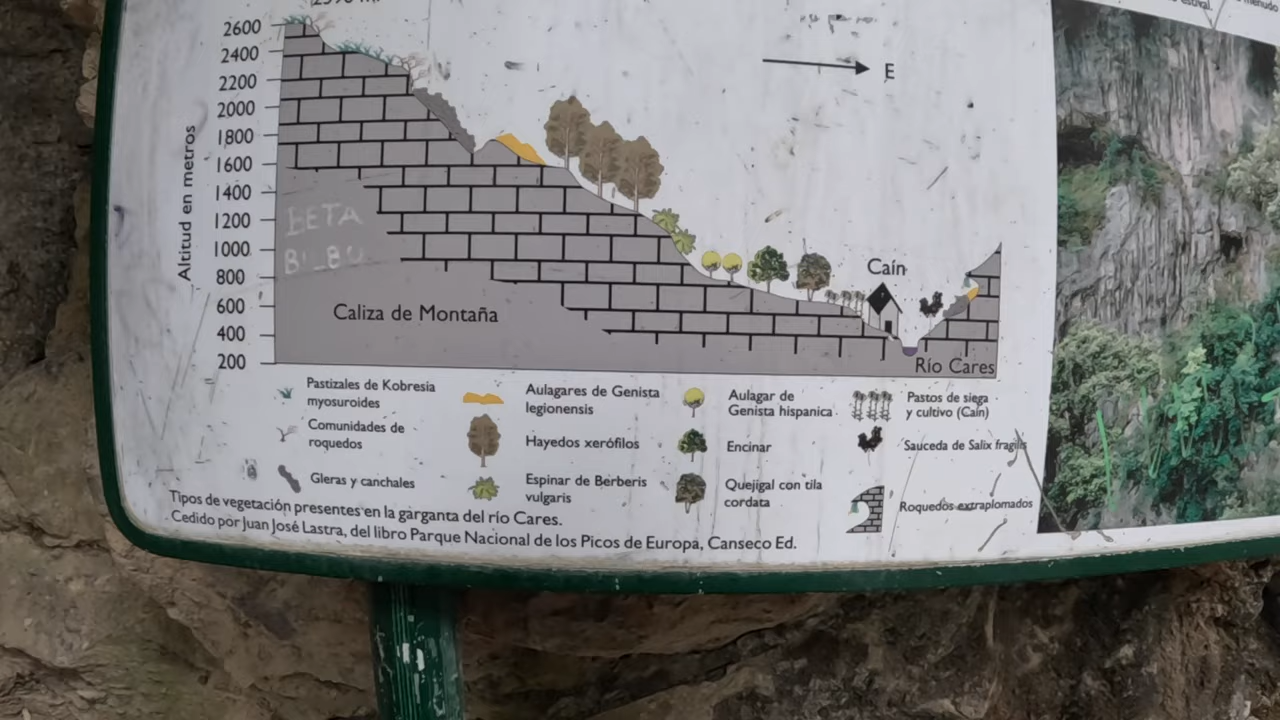 2600
2400
2200
2000
1800
1600
1400
1200
1000
800
600
400
200
Altitud en metros
E
BETA
Caín
Caliza de Montaña
Río Cares
Pastizales de Kobresia
myosuroides
Comunidades de
roquedos
Gleras y canchales
Aulagares de Genista
legionensis
Hayedos xerófilos
Espinar de Berberis
vulgaris
Aulagar de
Genista hispanica
Encinar
Quejigal con tila
cordata
Pastos de siega
y cultivo (Caín)
Sauceda de Salix fragilis
Roquedos extraplomados
Tipos de vegetación presentes en la garganta del río Cares.
Cedido por Juan José Lastra, del libro Parque Nacional de los Picos de Europa, Canseco Ed.
menudo